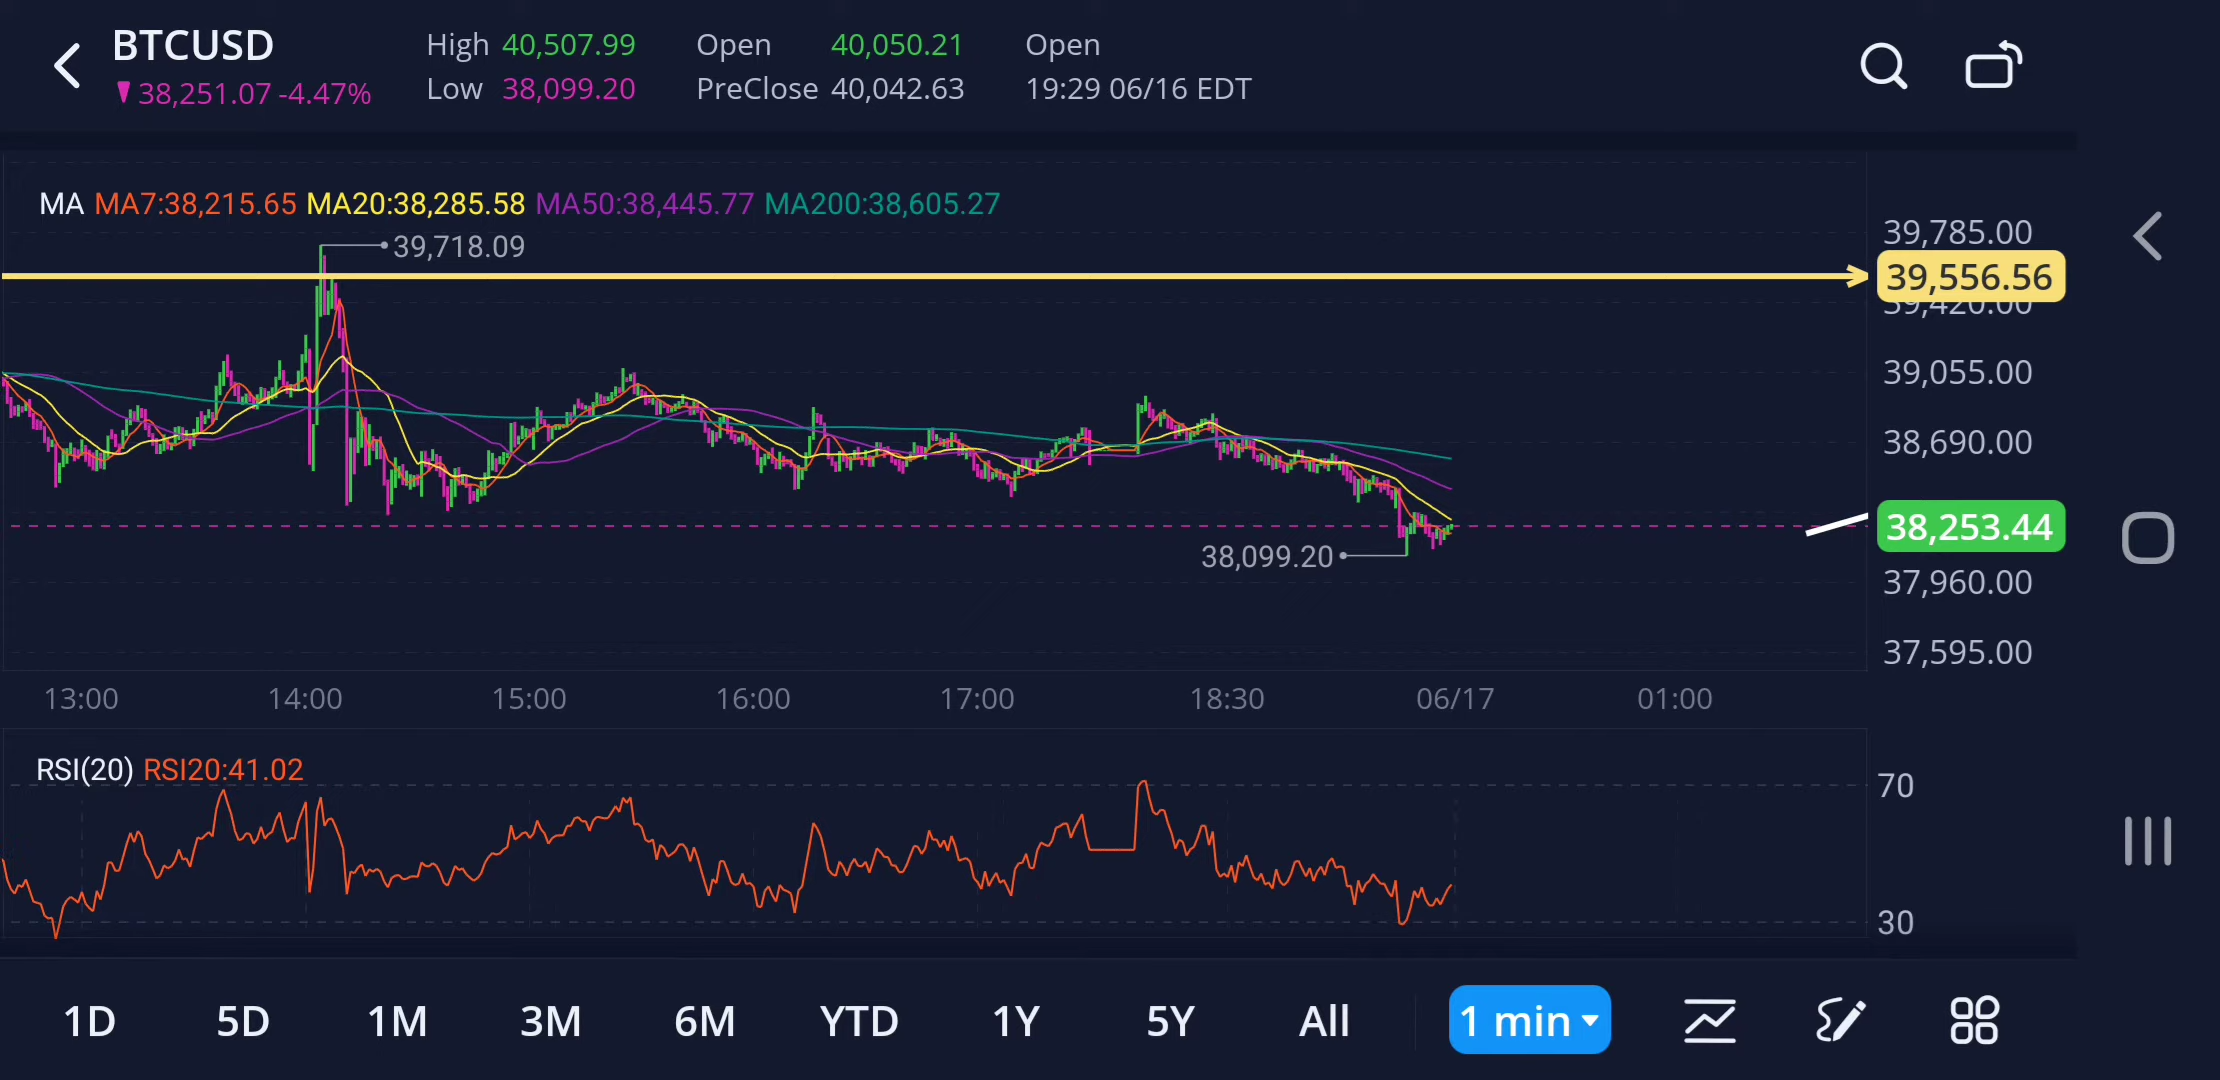 BTCUSD
38,251.07 -4.47%
High 40,507.99
Low 38,099.20
Open 40,050.21
PreClose 40,042.63
Open
19:29 06/16 EDT
MA MA7:38,215.65 MA20:38,285.58 MA50:38,445.77 MA200:38,605.27
39,718.09
38,099.20
39,785.00
39,556.56
39,420.00
39,055.00
38,690.00
38,253.44
37,960.00
37,595.00
13:00 14:00 15:00 16:00 17:00 18:30 06/17 01:00
RSI(20) RSI20:41.02
70
30
1D 5D 1M 3M 6M YTD 1Y 5Y All 1 min